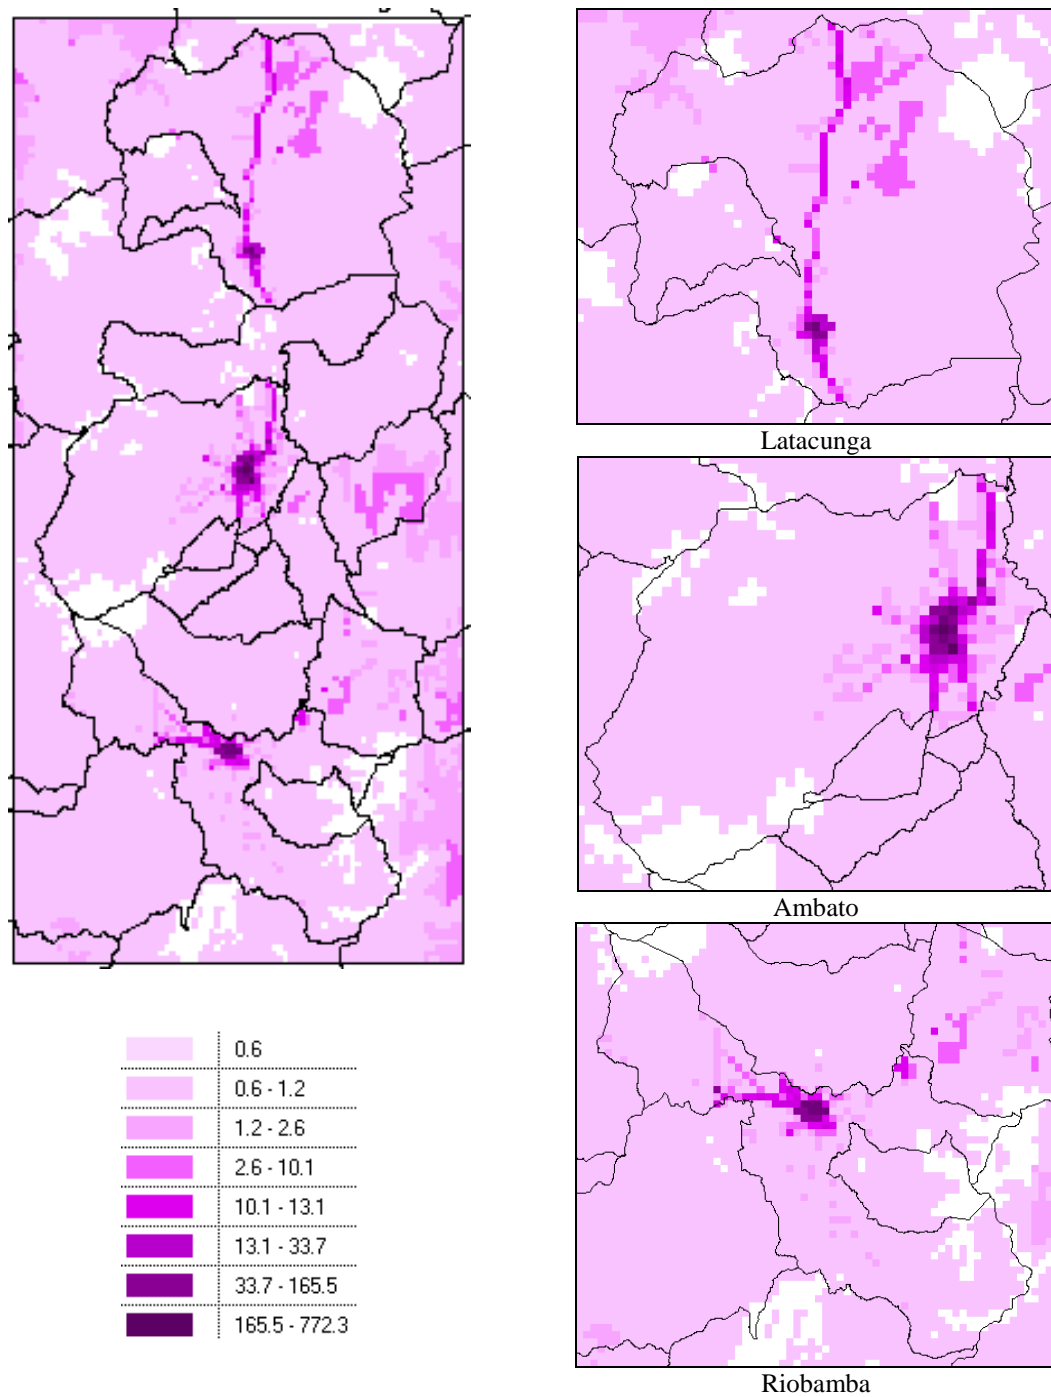 Latacunga
Ambato
Riobamba
0.6
0.6 - 1.2
1.2 - 2.6
2.6 - 10.1
10.1 - 13.1
13.1 - 33.7
33.7 - 165.5
165.5 - 772.3